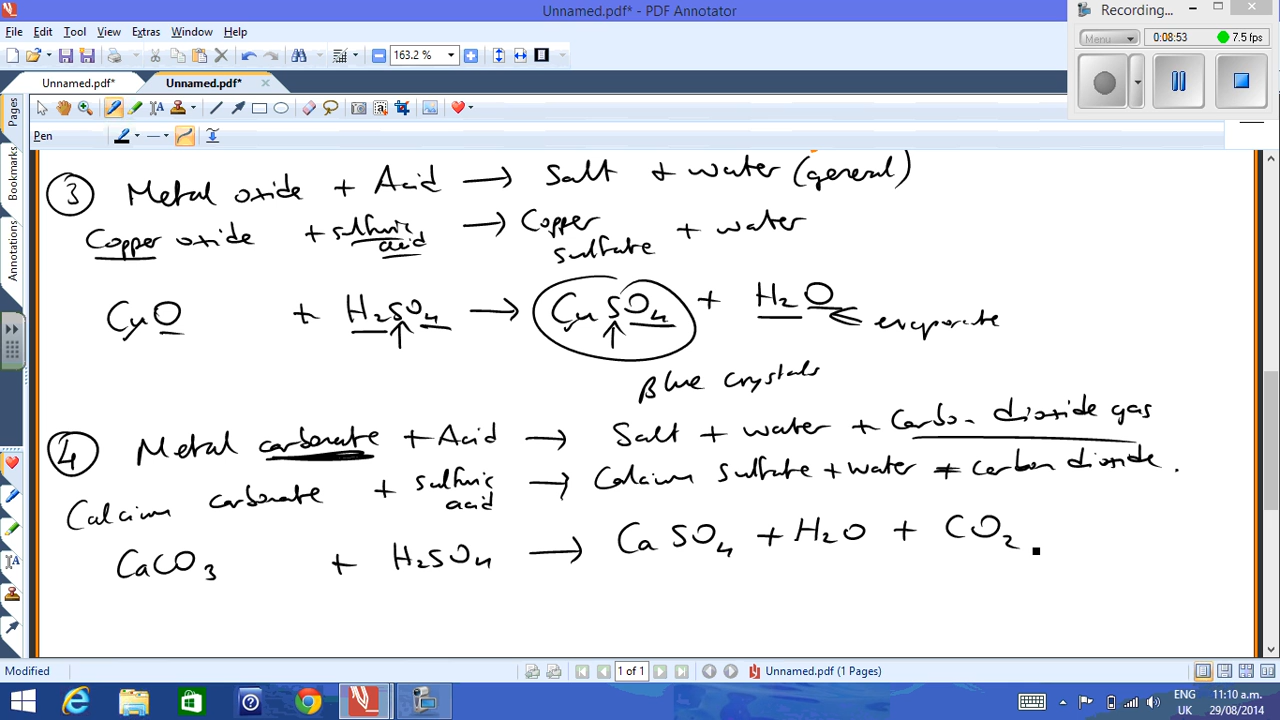 Unnamed.pdf* - PDF Annotator
Recording...
File Edit Tool View Extras Window Help
Menu 0:08:53 7.5 fps
163.2 %
Unnamed.pdf* Unnamed.pdf*
Pen
Pages
Bookmarks
Annotations
3 Metal oxide + Acid → Salt + water (general)
Copper oxide + sulfuric acid → Copper sulfate + water
CuO + H2SO4 → CuSO4 + H2O ⇐ evaporate
Blue crystals
4 Metal carbonate + Acid → Salt + water + Carbon dioxide gas
Calcium carbonate + sulfuric acid → Calcium sulfate + water + carbon dioxide.
CaCO3 + H2SO4 → CaSO4 + H2O + CO2
Modified 1 of 1 Unnamed.pdf (1 Pages)
ENG 11:10 a.m.
UK 29/08/2014